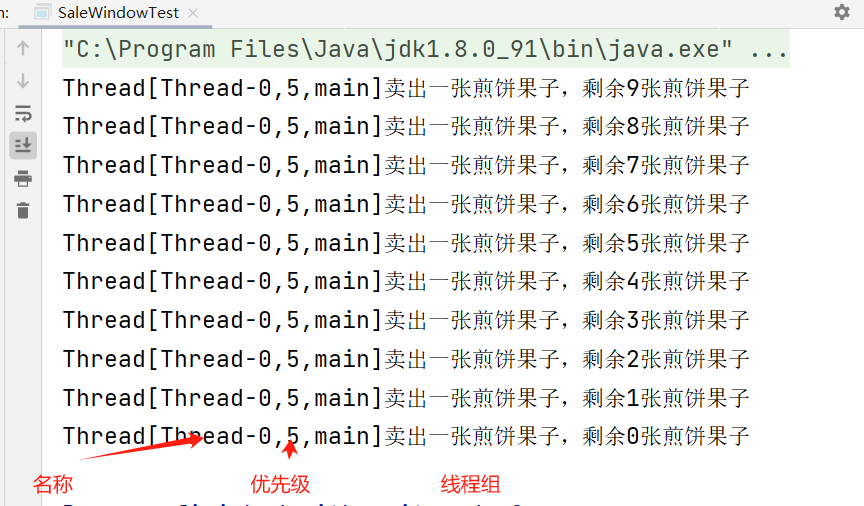 n: SaleWindowTest ×
"C:\Program Files\Java\jdk1.8.0_91\bin\java.exe" ...
Thread[Thread-0,5,main]卖出一张煎饼果子，剩余9张煎饼果子
Thread[Thread-0,5,main]卖出一张煎饼果子，剩余8张煎饼果子
Thread[Thread-0,5,main]卖出一张煎饼果子，剩余7张煎饼果子
Thread[Thread-0,5,main]卖出一张煎饼果子，剩余6张煎饼果子
Thread[Thread-0,5,main]卖出一张煎饼果子，剩余5张煎饼果子
Thread[Thread-0,5,main]卖出一张煎饼果子，剩余4张煎饼果子
Thread[Thread-0,5,main]卖出一张煎饼果子，剩余3张煎饼果子
Thread[Thread-0,5,main]卖出一张煎饼果子，剩余2张煎饼果子
Thread[Thread-0,5,main]卖出一张煎饼果子，剩余1张煎饼果子
Thread[Thread-0,5,main]卖出一张煎饼果子，剩余0张煎饼果子
名称 优先级 线程组